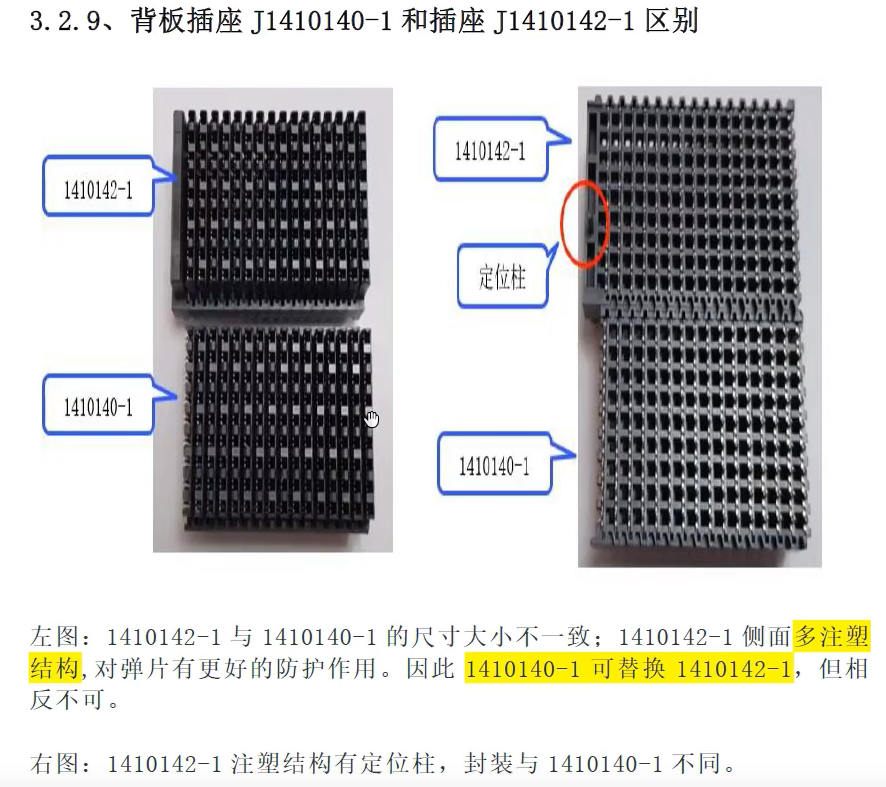 3.2.9、背板插座 J1410140-1 和插座 J1410142-1 区别
1410142-1
1410140-1
1410142-1
定位柱
1410140-1
左图：1410142-1 与 1410140-1 的尺寸大小不一致；1410142-1 侧面多注塑
结构,对弹片有更好的防护作用。因此 1410140-1 可替换 1410142-1，但相
反不可。
右图：1410142-1 注塑结构有定位柱，封装与 1410140-1 不同。